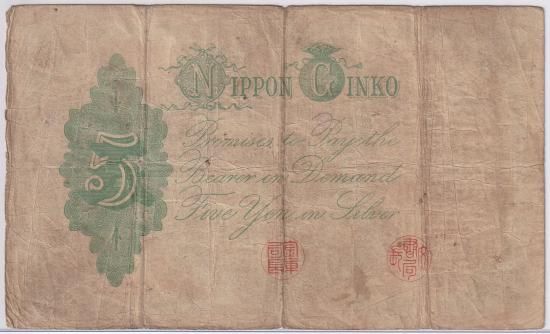 NIPPON GINKO
Promises to Pay the
Bearer on Demand
Five Yen in Silver